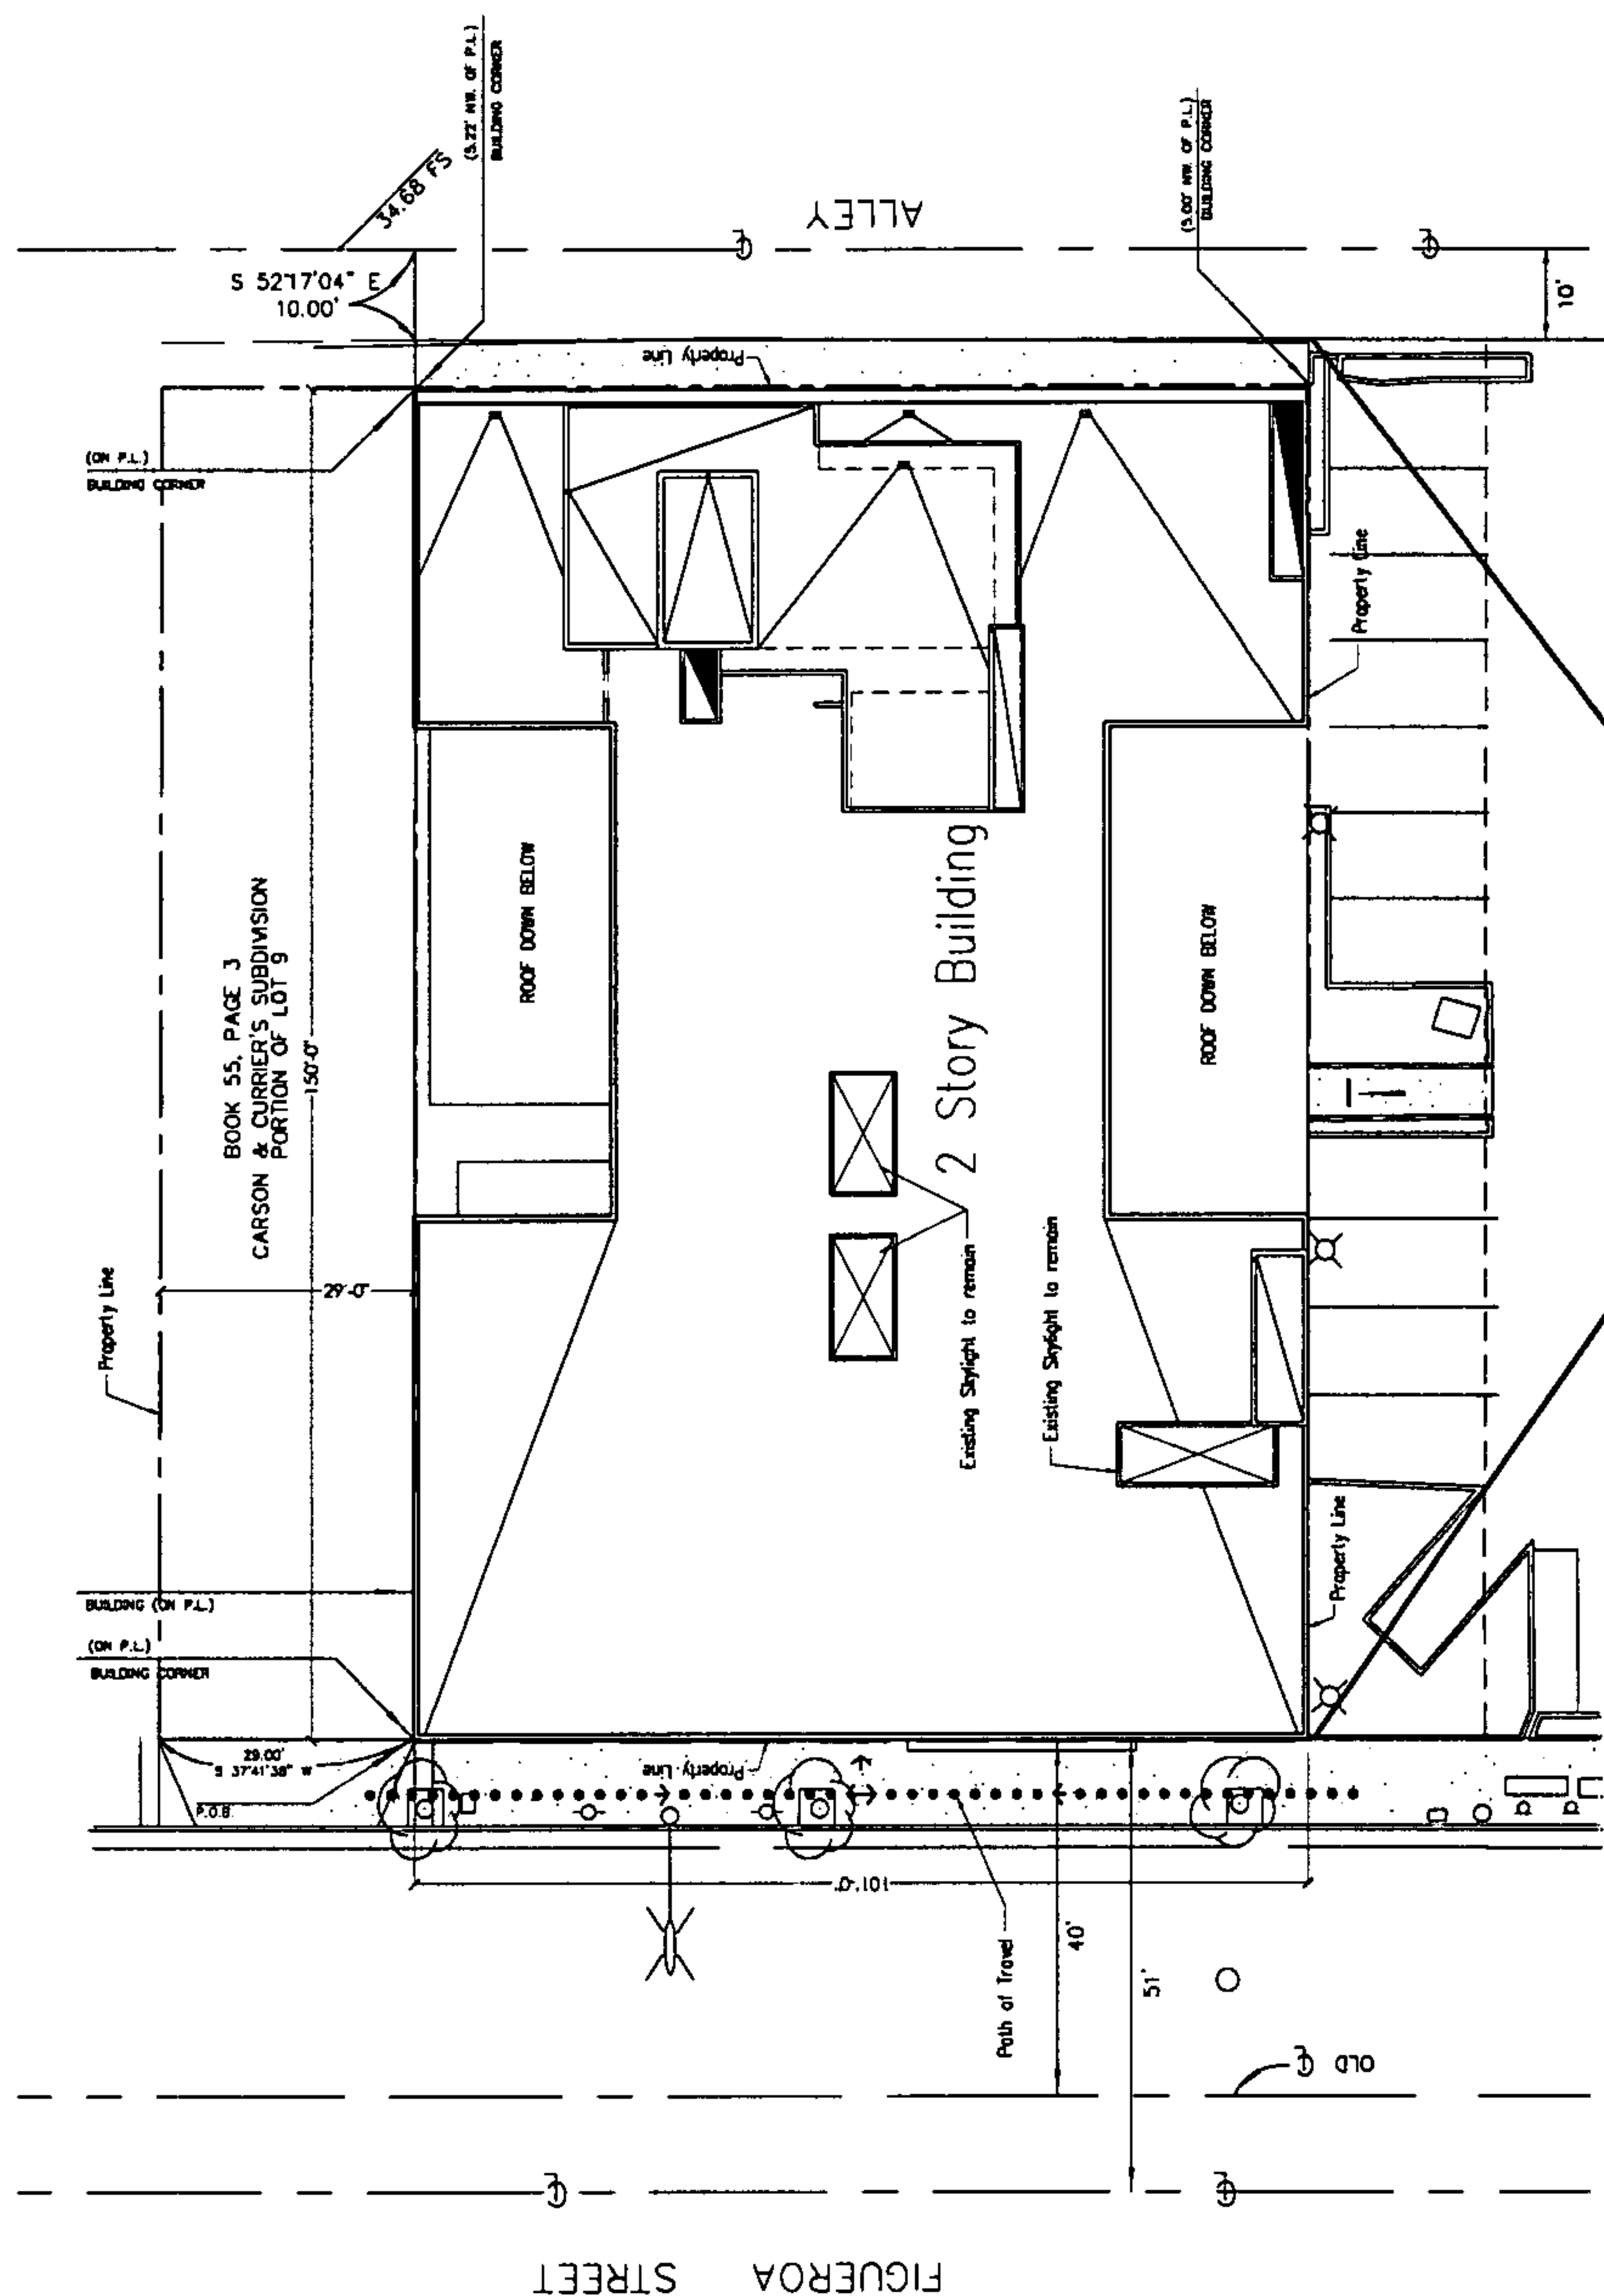 (5.22' NW. OF P.L.)
BUILDING CORNER
34.68 FS
ALLEY
(5.00' NW. OF P.L.)
BUILDING CORNER
S 52°17'04" E
10.00'
10'
Property Line
(ON P.L.)
BUILDING CORNER
Property Line
BOOK 55, PAGE 3
CARSON & CURRIER'S SUBDIVISION
PORTION OF LOT 9
150'-0"
ROOF DOWN BELOW
2 Story Building
ROOF DOWN BELOW
Property Line
29'-0"
Existing Skylight to remain
Existing Skylight to remain
BUILDING (ON P.L.)
(ON P.L.)
BUILDING CORNER
Property Line
29.00'
S 37°41'38" W
P.O.B.
Property Line
101'-0"
Path of Travel
40'
51'
OLD ℄
℄
℄
℄
℄
FIGUEROA STREET